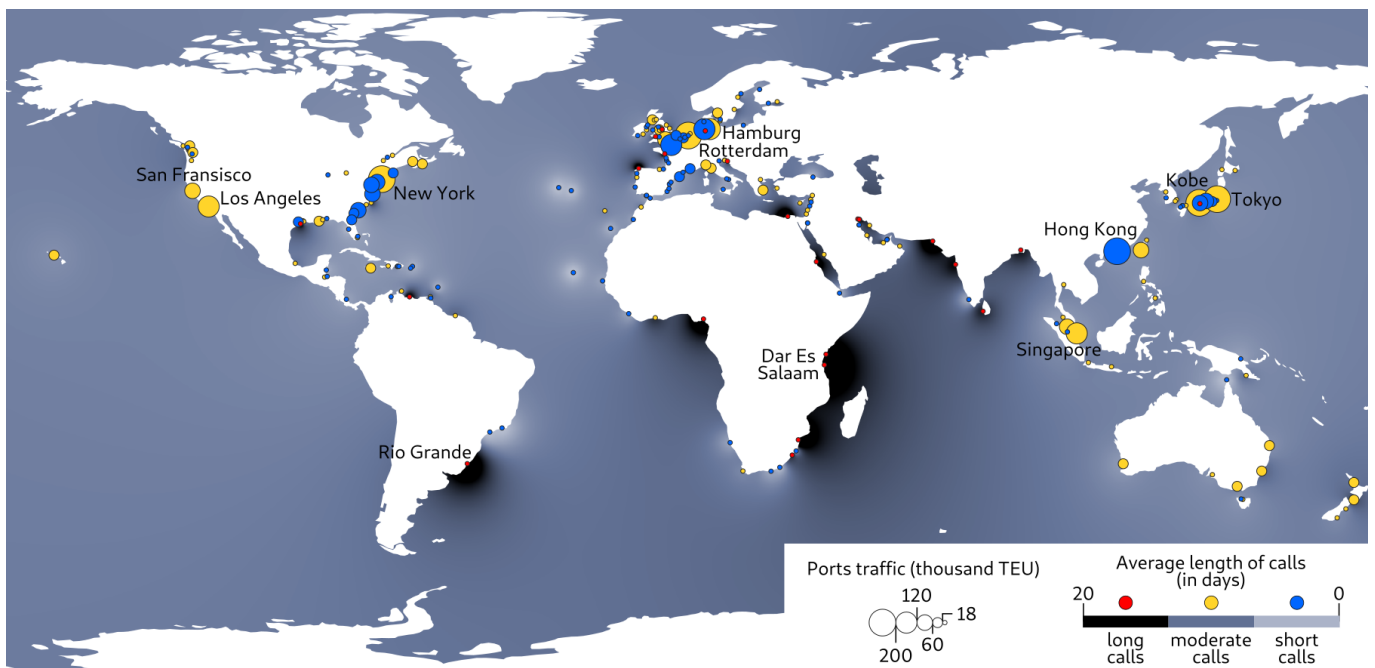 San Fransisco
Los Angeles
New York
Hamburg
Rotterdam
Kobe
Tokyo
Hong Kong
Singapore
Dar Es
Salaam
Rio Grande
Ports traffic (thousand TEU)
120
18
60
200
Average length of calls
(in days)
20
0
long
calls
moderate
calls
short
calls